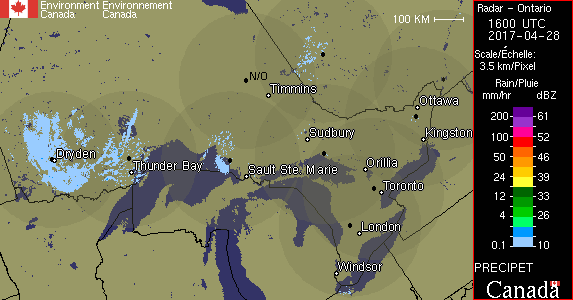 Environment Environnement
Canada Canada
100 KM
N/O
Timmins
Ottawa
Kingston
Sudbury
Dryden
Thunder Bay
Sault Ste. Marie
Orillia
Toronto
London
Windsor
Radar - Ontario
1600 UTC
2017-04-28
Scale/Échelle:
3.5 km/Pixel
Rain/Pluie
mm/hr dBZ
200 61
100 52
50 46
24 39
12 33
4 26
0.1 10
PRECIPET
Canada